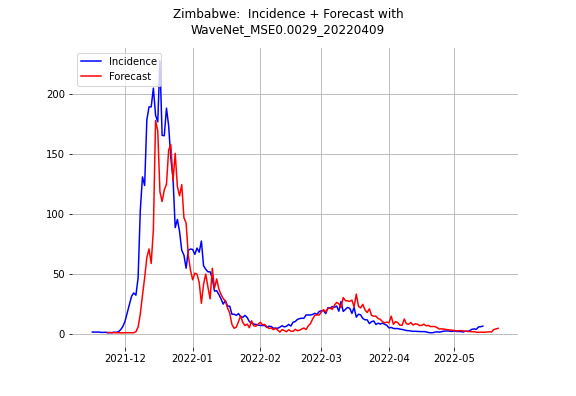 Zimbabwe:  Incidence + Forecast with
WaveNet_MSE0.0029_20220409
Incidence
Forecast
200
150
100
50
0
2021-12
2022-01
2022-02
2022-03
2022-04
2022-05